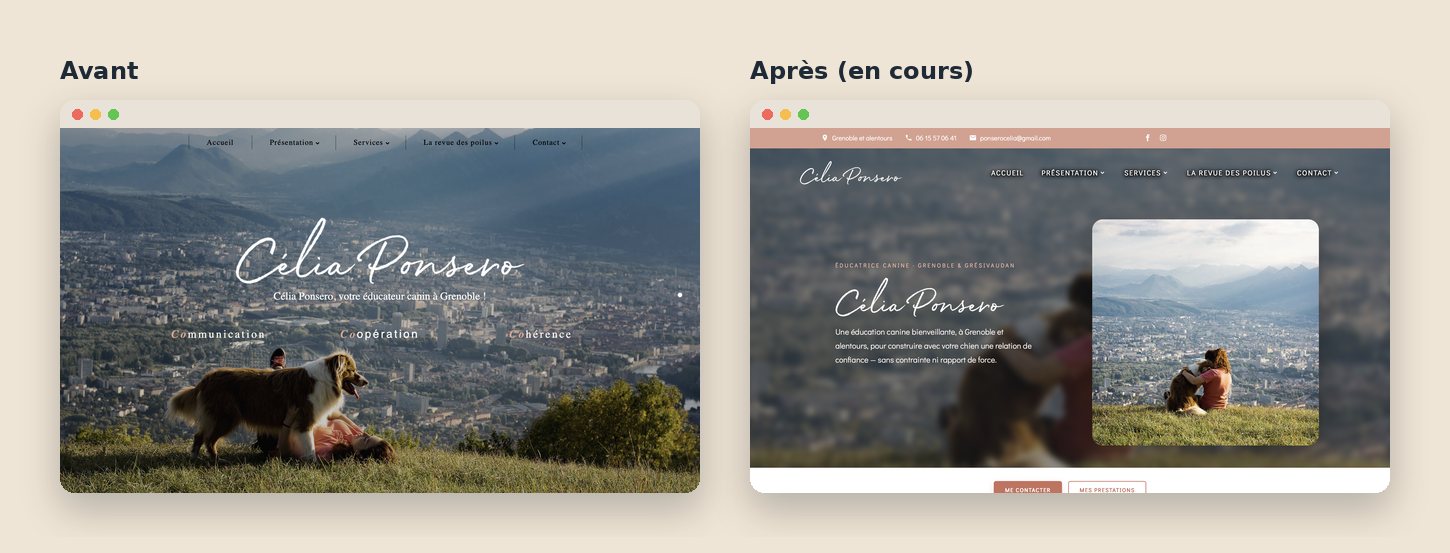 Avant
Accueil Présentation Services La revue des poilus Contact
Célia Ponsero
Célia Ponsero, votre éducateur canin à Grenoble !
Communication Coopération Cohérence
Après (en cours)
Grenoble et alentours 06 15 57 06 41 ponserocelia@gmail.com
Célia Ponsero ACCUEIL PRÉSENTATION SERVICES LA REVUE DES POILUS CONTACT
ÉDUCATRICE CANINE · GRENOBLE & GRÉSIVAUDAN
Célia Ponsero
Une éducation canine bienveillante, à Grenoble et
alentours, pour construire avec votre chien une relation de
confiance — sans contrainte ni rapport de force.
ME CONTACTER MES PRESTATIONS